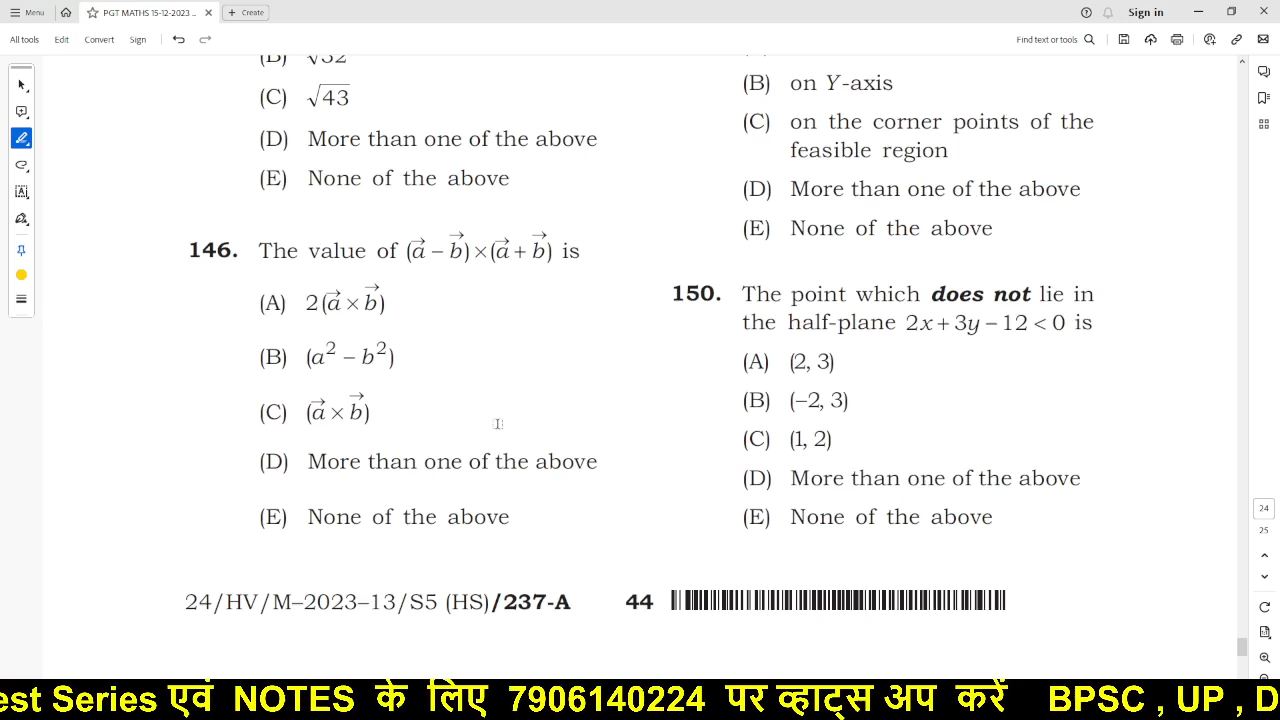 Menu
PGT MATHS 15-12-2023 ...
Create
Sign in
All tools
Edit
Convert
Sign
Find text or tools
(B) √32
(C) √43
(D) More than one of the above
(E) None of the above
146. The value of (a⃗ − b⃗)×(a⃗ + b⃗) is
(A) 2(a⃗ × b⃗)
(B) (a² − b²)
(C) (a⃗ × b⃗)
(D) More than one of the above
(E) None of the above
(B) on Y-axis
(C) on the corner points of the
feasible region
(D) More than one of the above
(E) None of the above
150. The point which does not lie in
the half-plane 2x + 3y − 12 < 0 is
(A) (2, 3)
(B) (−2, 3)
(C) (1, 2)
(D) More than one of the above
(E) None of the above
24/HV/M–2023–13/S5 (HS)/237-A
44
24
25
est Series एवं NOTES के लिए 7906140224 पर व्हाट्स अप करें BPSC , UP , D